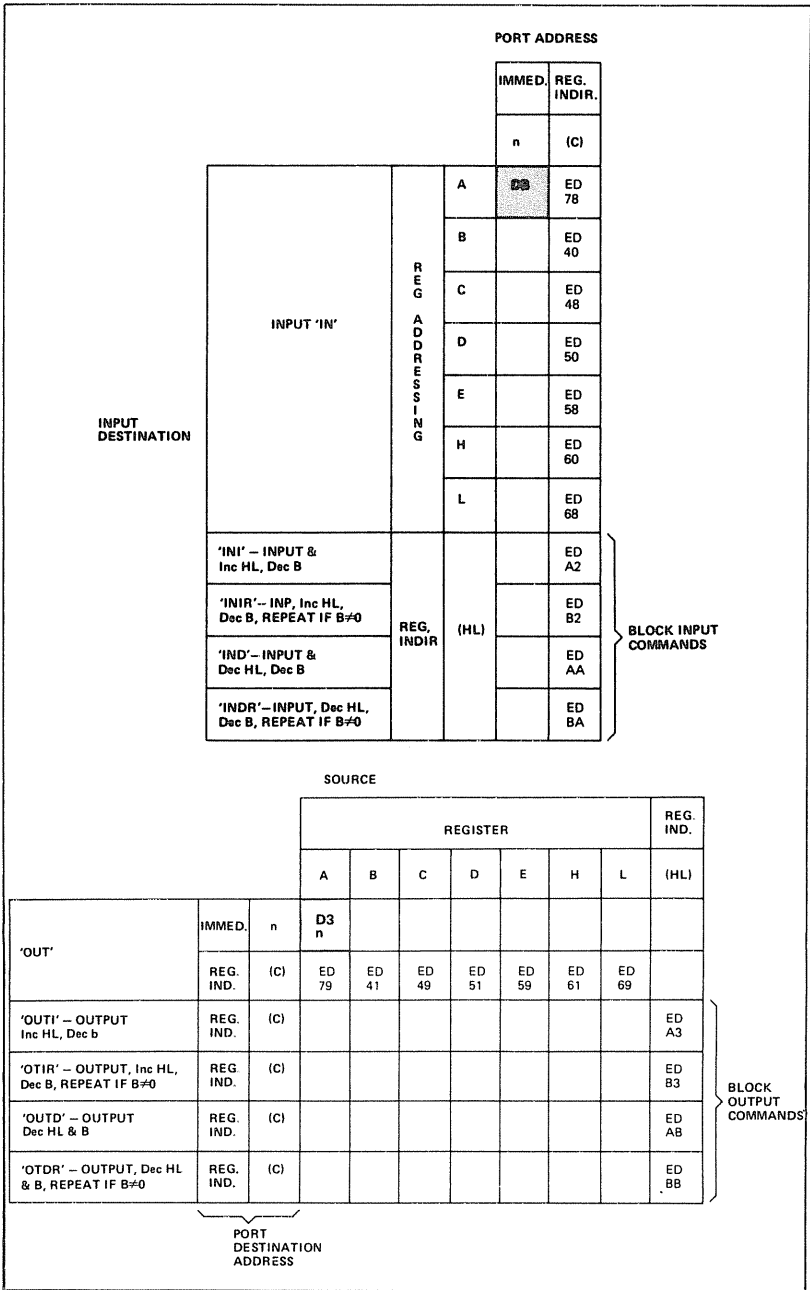 PORT ADDRESS
IMMED. REG. INDIR.
n (C)
INPUT DESTINATION
INPUT 'IN'
REG ADDRESSING
A ED 78
B ED 40
C ED 48
D ED 50
E ED 58
H ED 60
L ED 68
'INI' – INPUT &
Inc HL, Dec B
ED A2
'INIR'– INP, Inc HL,
Dec B, REPEAT IF B≠0
ED B2
REG. INDIR
(HL)
'IND'– INPUT &
Dec HL, Dec B
ED AA
'INDR'–INPUT, Dec HL,
Dec B, REPEAT IF B≠0
ED BA
BLOCK INPUT
COMMANDS
SOURCE
REGISTER
REG. IND.
A B C D E H L (HL)
'OUT'
IMMED. n D3 n
REG. IND. (C) ED 79 ED 41 ED 49 ED 51 ED 59 ED 61 ED 69
'OUTI' – OUTPUT
Inc HL, Dec b
REG. IND. (C) ED A3
'OTIR' – OUTPUT, Inc HL,
Dec B, REPEAT IF B≠0
REG. IND. (C) ED B3
'OUTD' – OUTPUT
Dec HL & B
REG. IND. (C) ED AB
'OTDR' – OUTPUT, Dec HL
& B, REPEAT IF B≠0
REG. IND. (C) ED BB
BLOCK
OUTPUT
COMMANDS
PORT
DESTINATION
ADDRESS